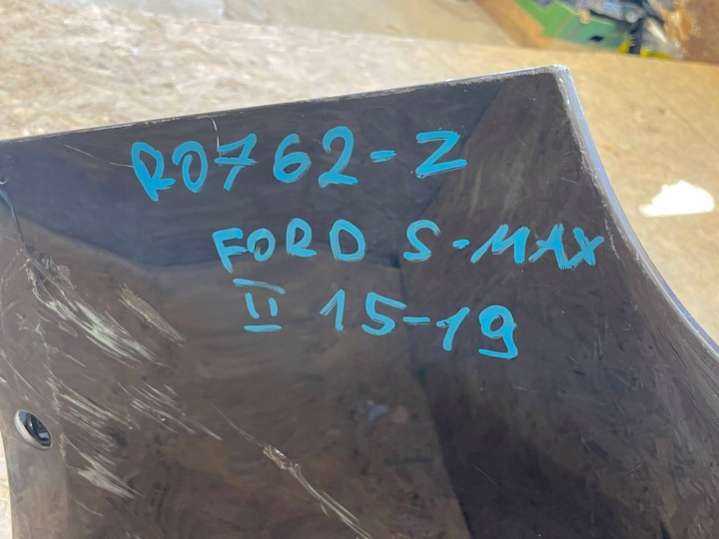 R0762-Z
FORD S-MAX
II 15-19